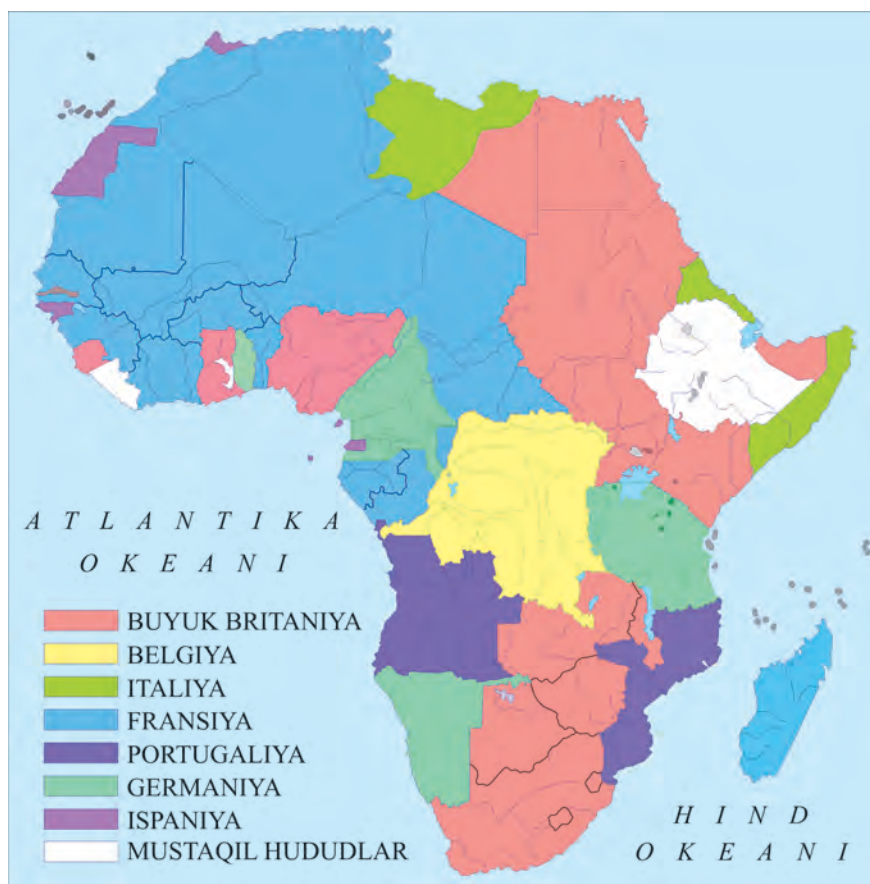 A T L A N T I K A
O K E A N I
BUYUK BRITANIYA
BELGIYA
ITALIYA
FRANSIYA
PORTUGALIYA
GERMANIYA
ISPANIYA
MUSTAQIL HUDUDLAR
H I N D
O K E A N I